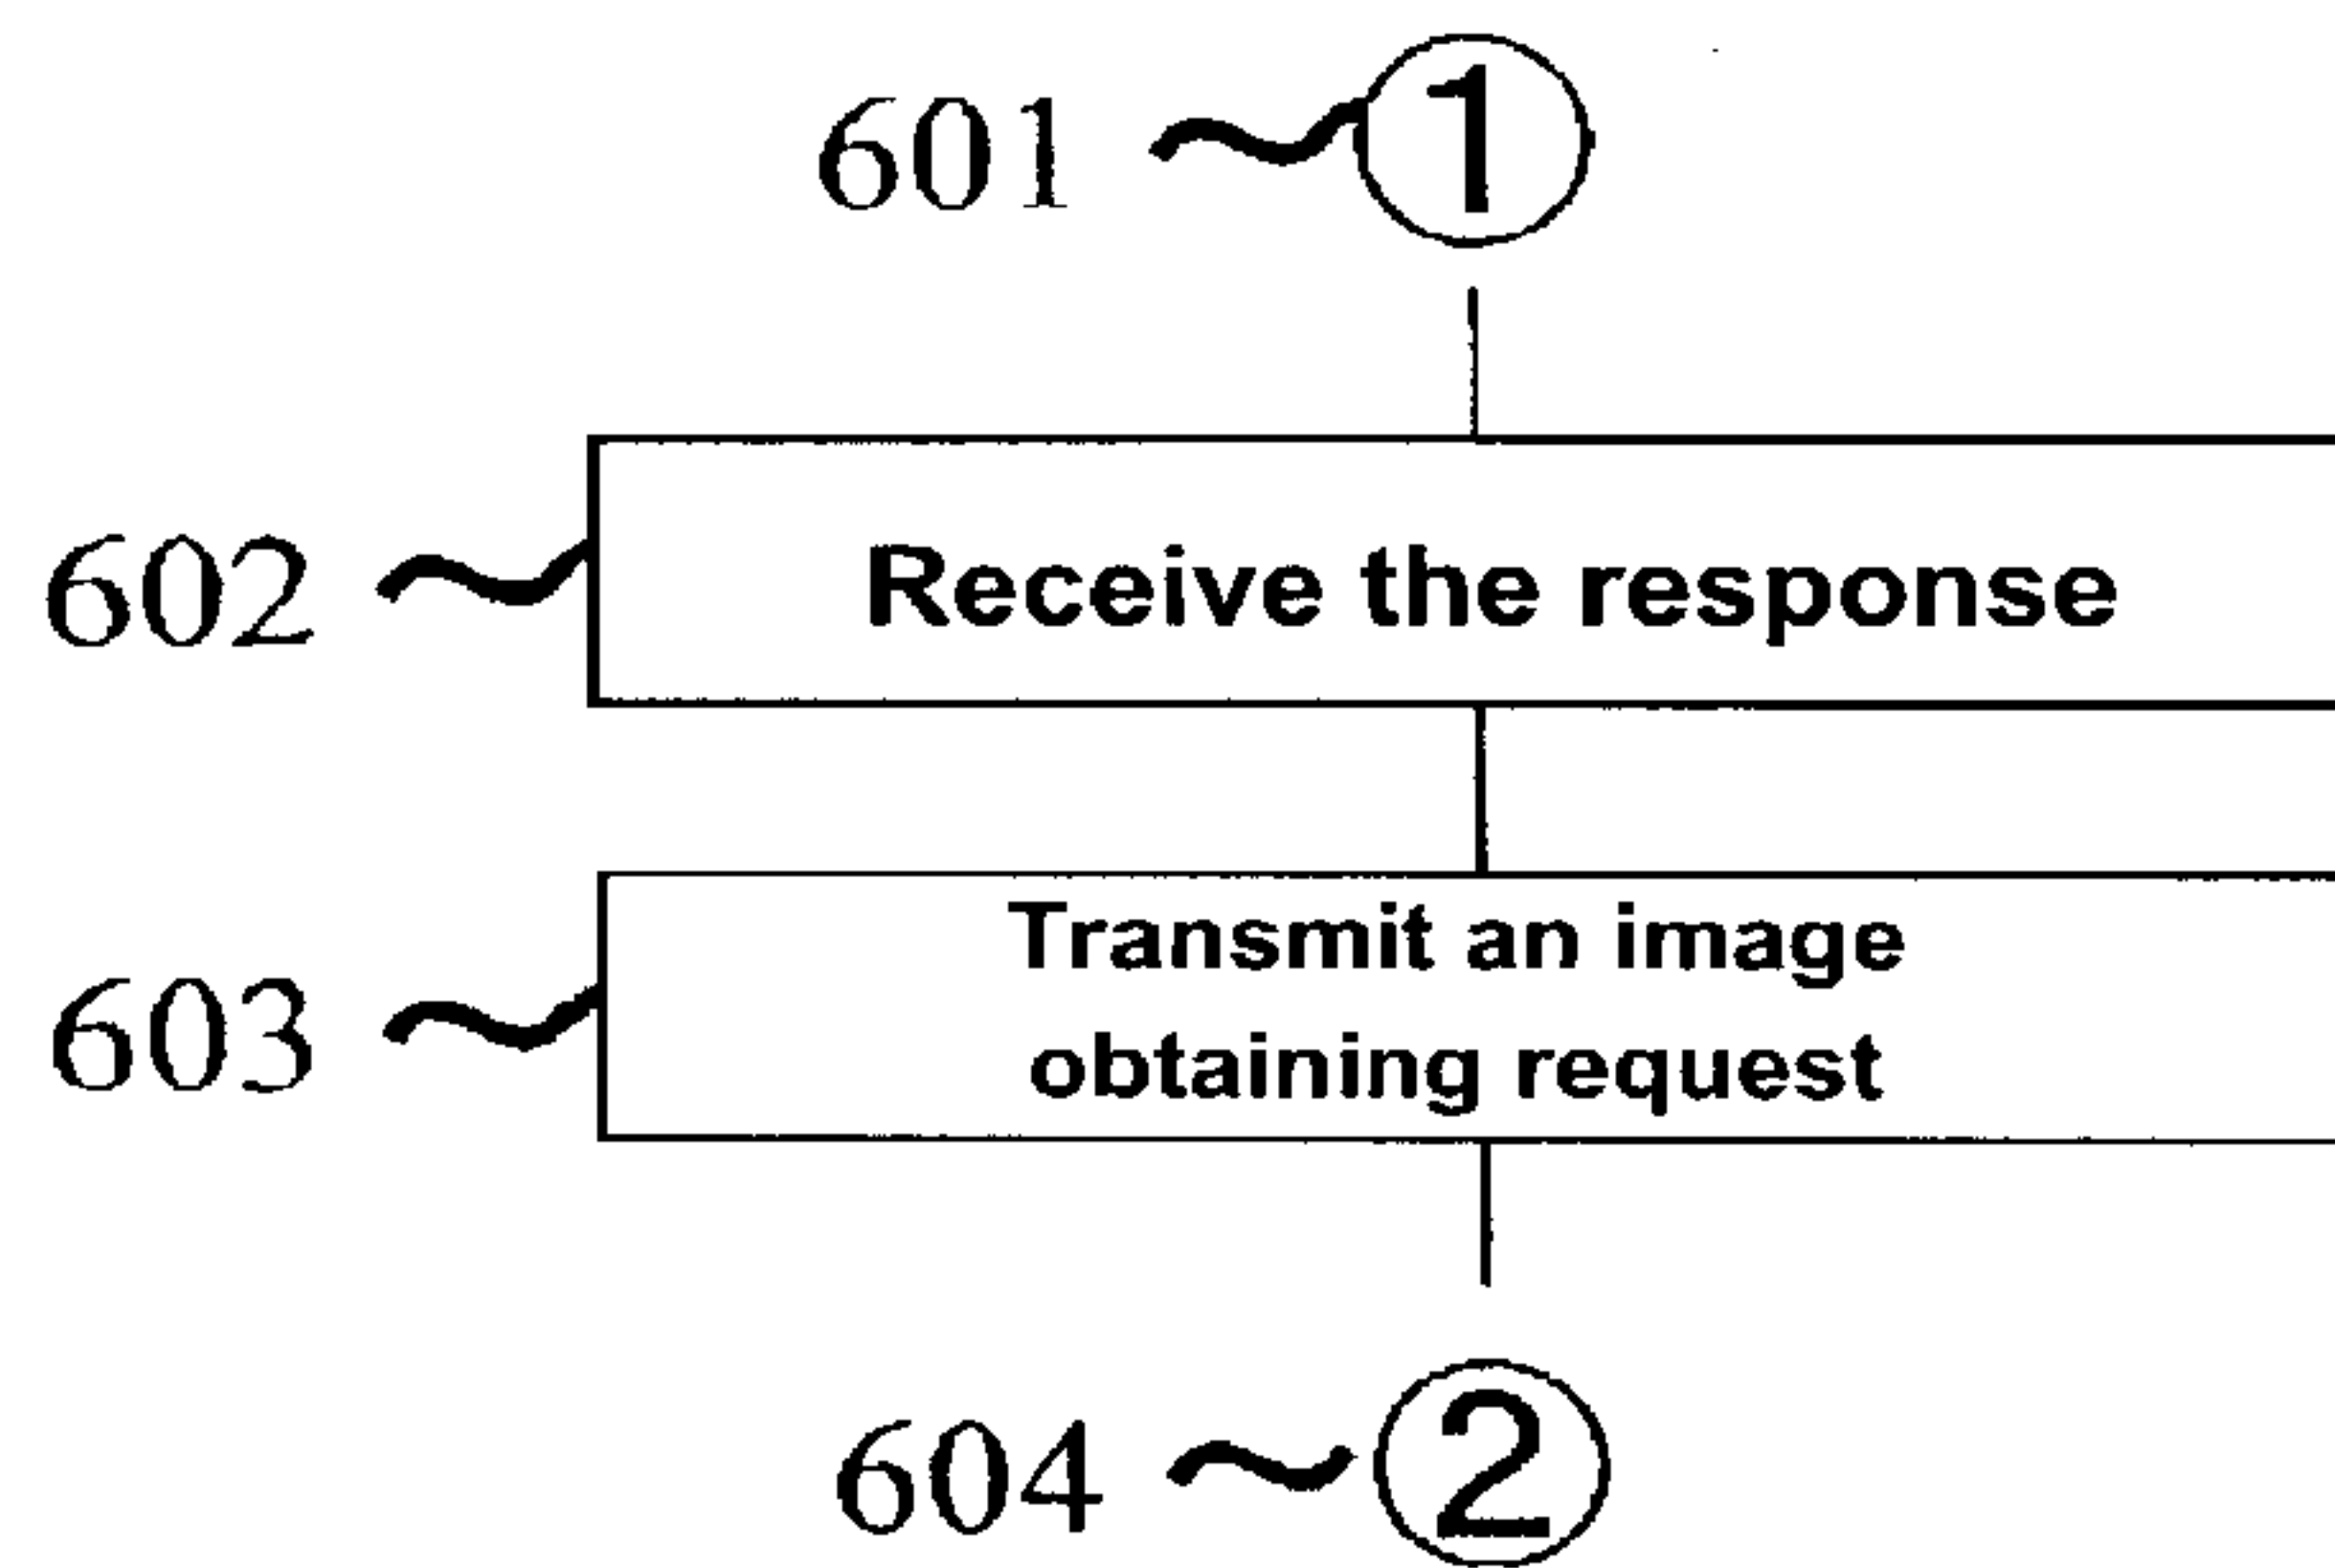 601 ~ ①
602 ~ Receive the response
603 ~ Transmit an image
obtaining request
604 ~ ②